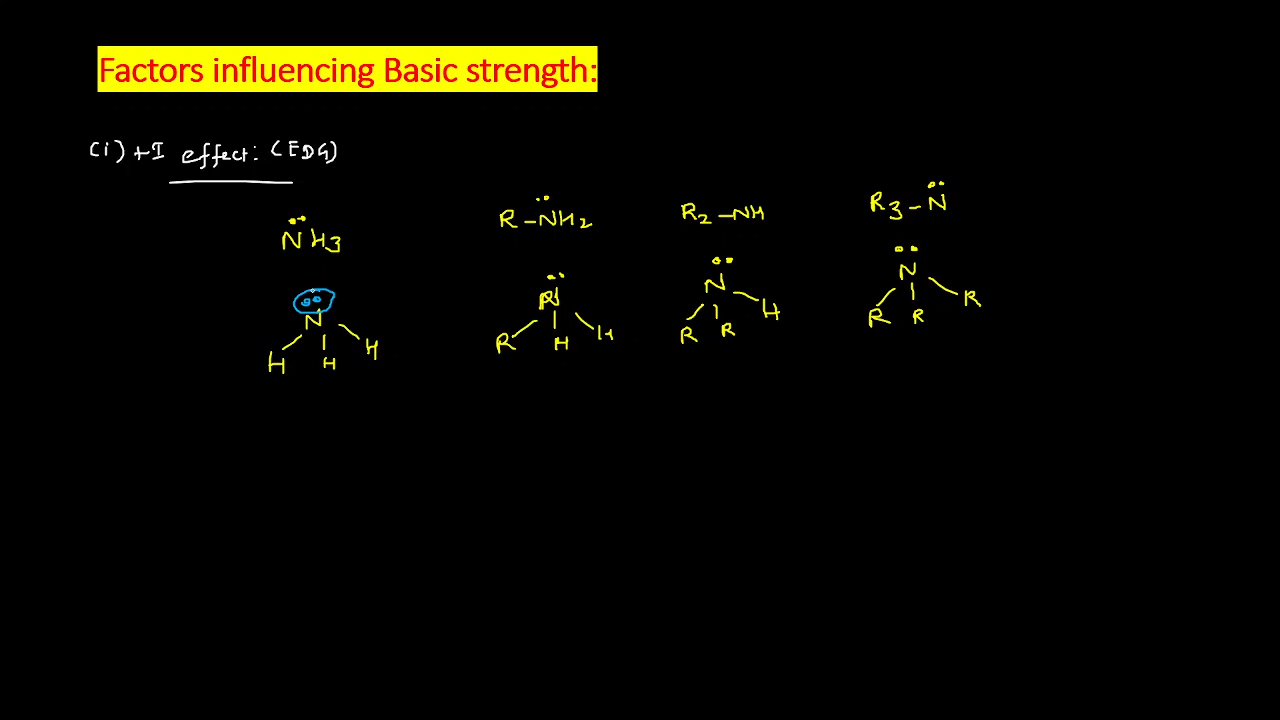 Factors influencing Basic strength:
(i) +I effect: (EDG)
NH3 R-NH2 R2-NH R3-N
N N N N
H H H R H H R R H R R R